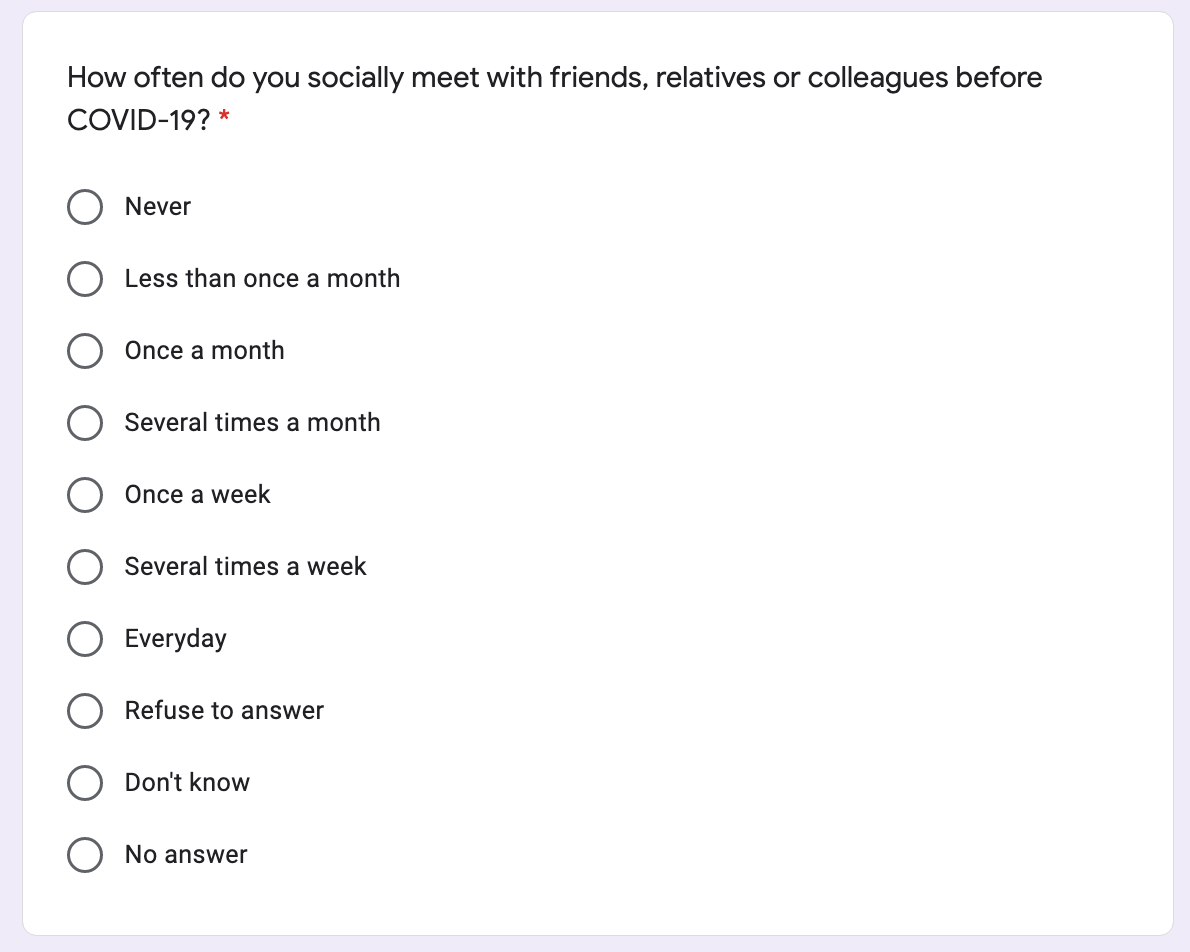 How often do you socially meet with friends, relatives or colleagues before
COVID-19? *
Never
Less than once a month
Once a month
Several times a month
Once a week
Several times a week
Everyday
Refuse to answer
Don't know
No answer